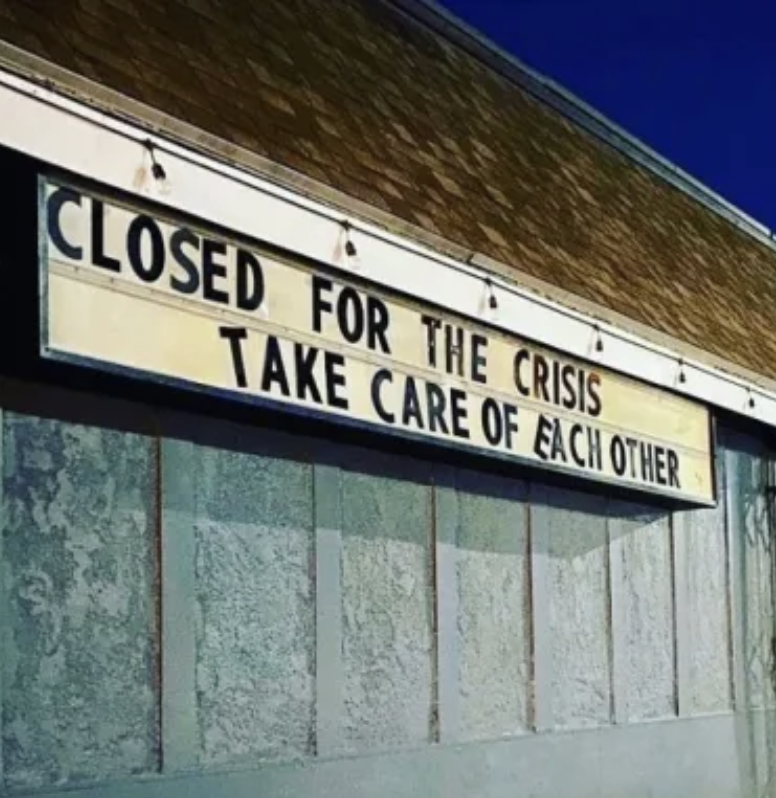 CLOSED FOR THE CRISIS
TAKE CARE OF EACH OTHER